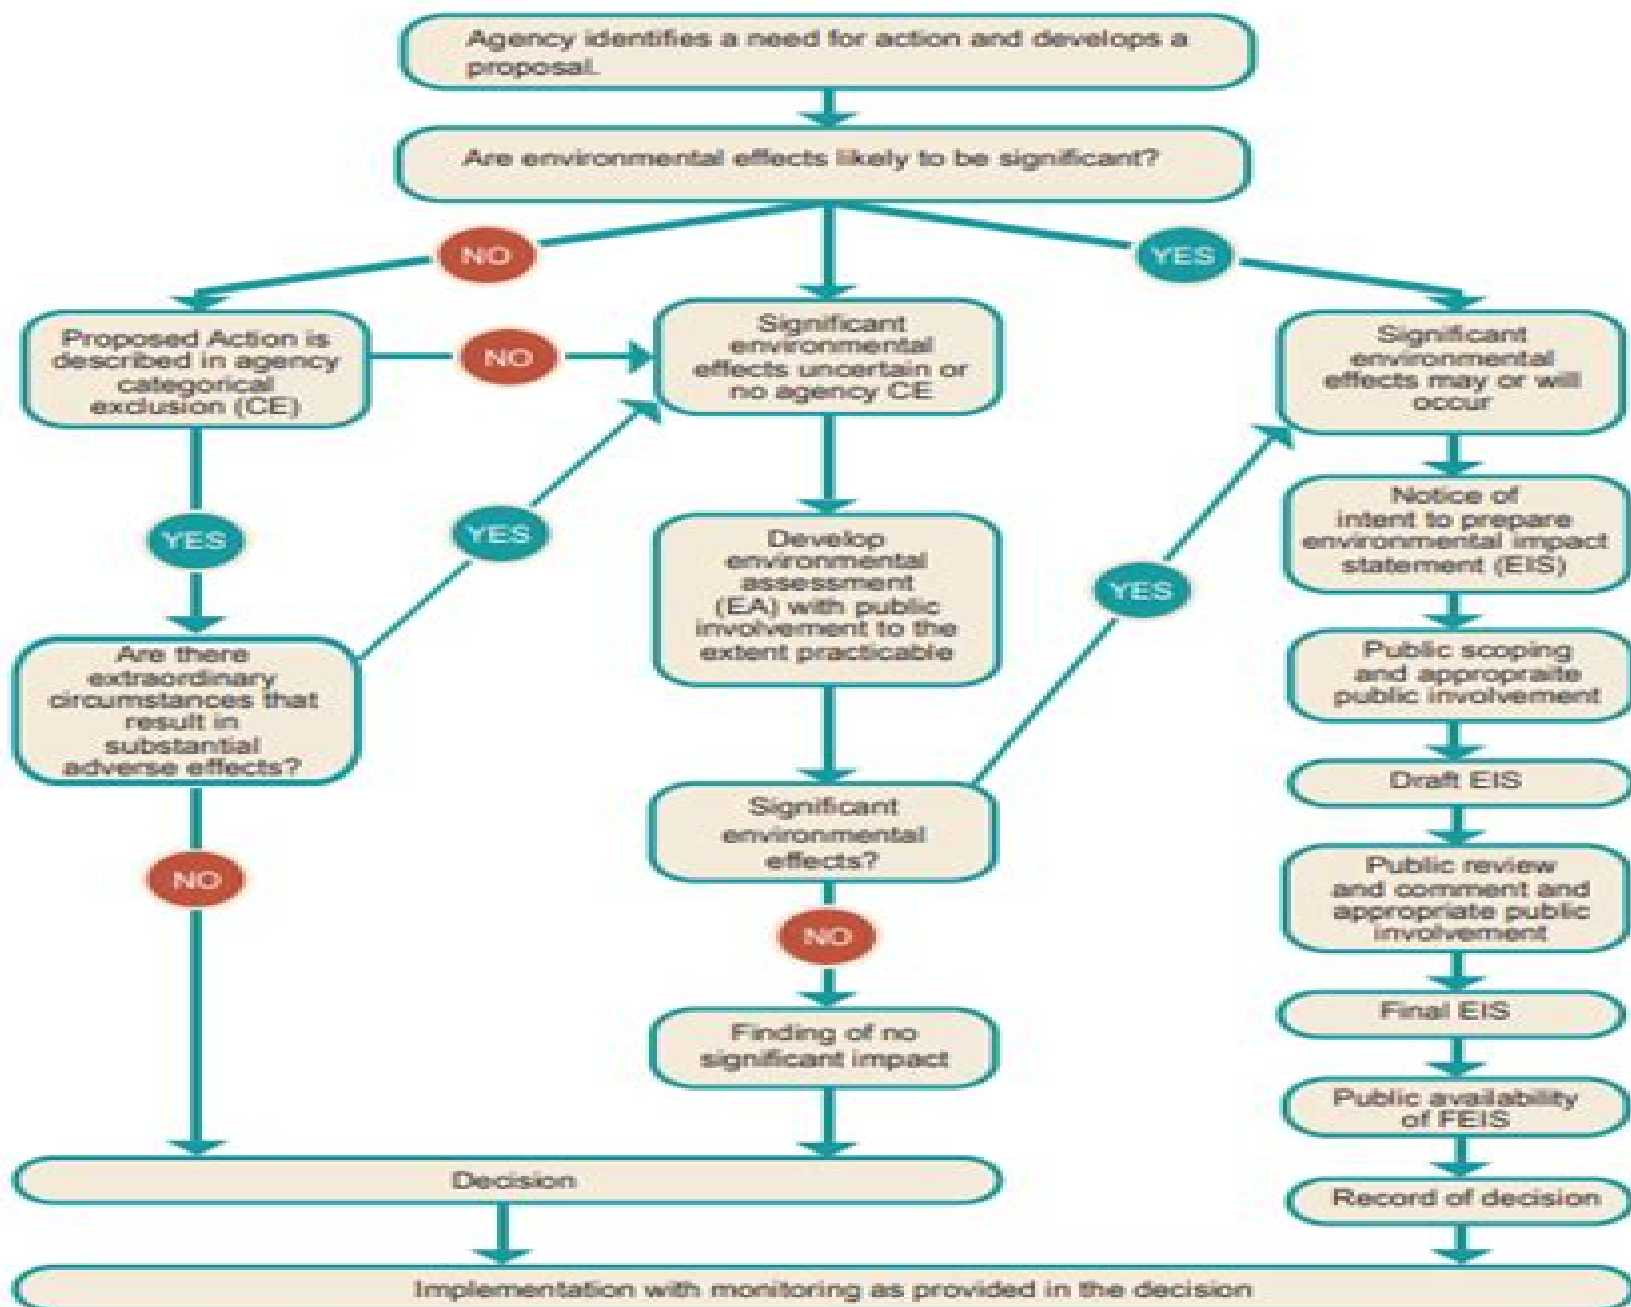 Agency identifies a need for action and develops a
proposal.
Are environmental effects likely to be significant?
NO
YES
Proposed Action is
described in agency
categorical
exclusion (CE)
NO
Significant
environmental
effects uncertain or
no agency CE
Significant
environmental
effects may or will
occur
YES
YES
Develop
environmental
assessment
(EA) with public
involvement to the
extent practicable
YES
Notice of
intent to prepare
environmental impact
statement (EIS)
Are there
extraordinary
circumstances that
result in
substantial
adverse effects?
Public scoping
and appropraite
public involvement
Significant
environmental
effects?
Draft EIS
NO
NO
Public review
and comment and
appropriate public
involvement
Finding of no
significant impact
Final EIS
Public availability
of FEIS
Decision
Record of decision
Implementation with monitoring as provided in the decision